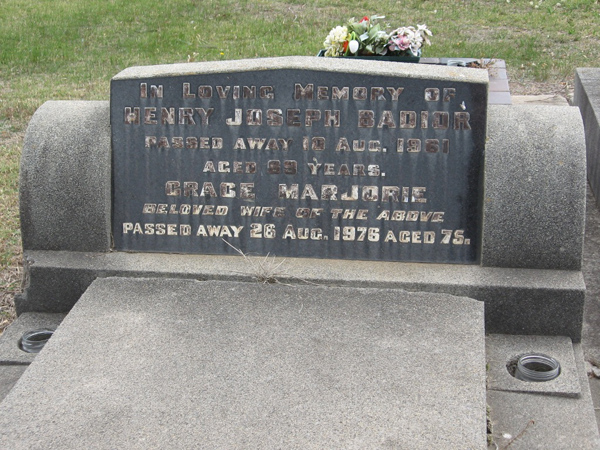 In Loving Memory of
HENRY JOSEPH BADIOR
PASSED AWAY 10 AUG. 1961
AGED 69 YEARS.
GRACE MARJORIE
BELOVED WIFE OF THE ABOVE
PASSED AWAY 26 AUG. 1976 AGED 75.